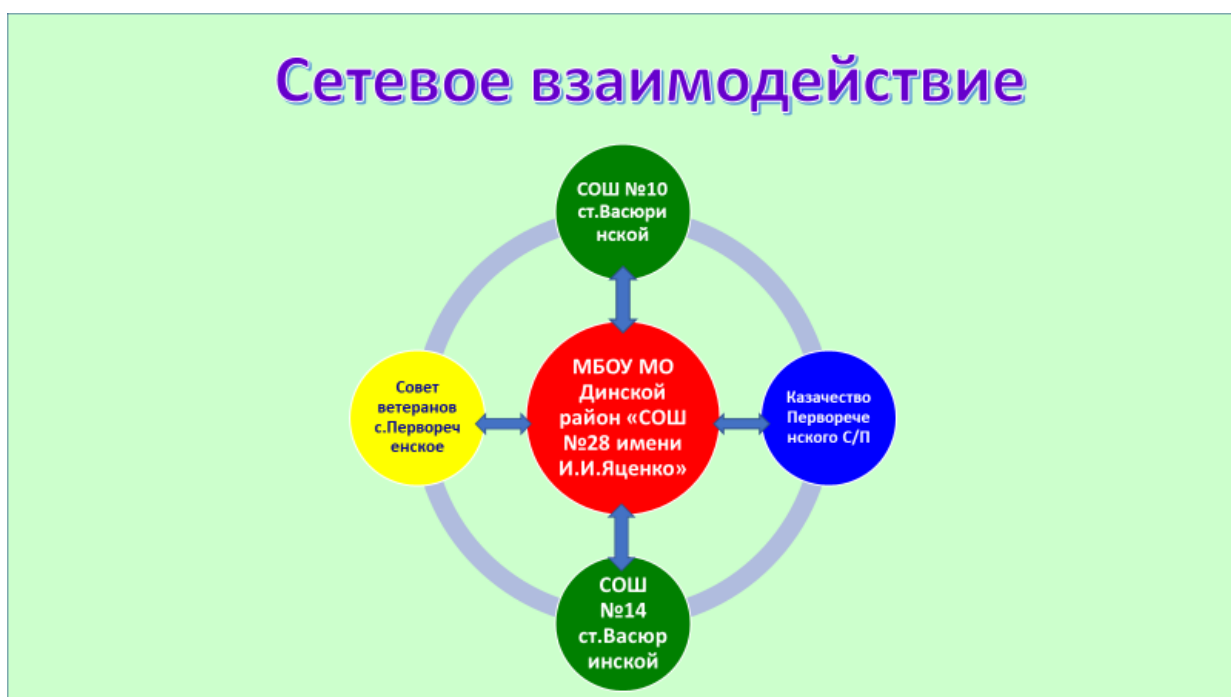 Сетевое взаимодействие
СОШ №10
ст.Васюри
нской
МБОУ МО
Динской
район «СОШ
№28 имени
И.И.Яценко»
Совет
ветеранов
с.Первореч
енское
Казачество
Перворече
нского С/П
СОШ
№14
ст.Васюр
инской